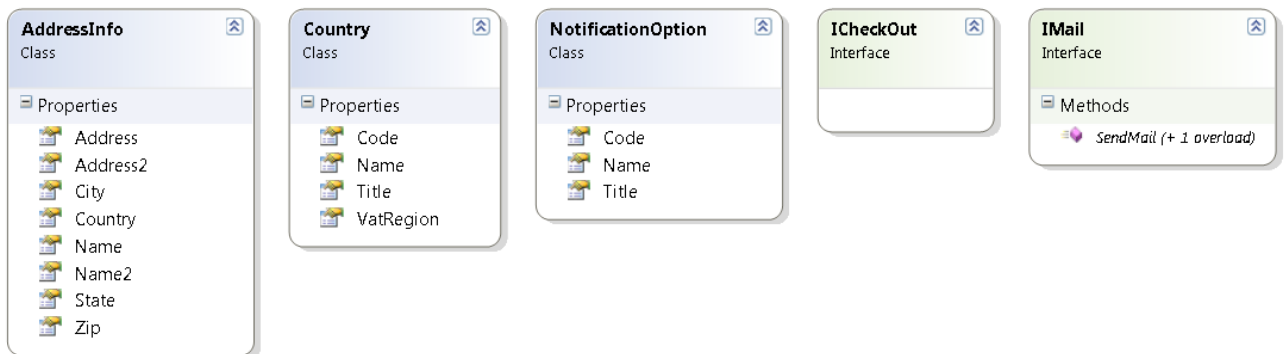 AddressInfo
Class
Properties
Address
Address2
City
Country
Name
Name2
State
Zip
Country
Class
Properties
Code
Name
Title
VatRegion
NotificationOption
Class
Properties
Code
Name
Title
ICheckOut
Interface
IMail
Interface
Methods
SendMail (+ 1 overload)